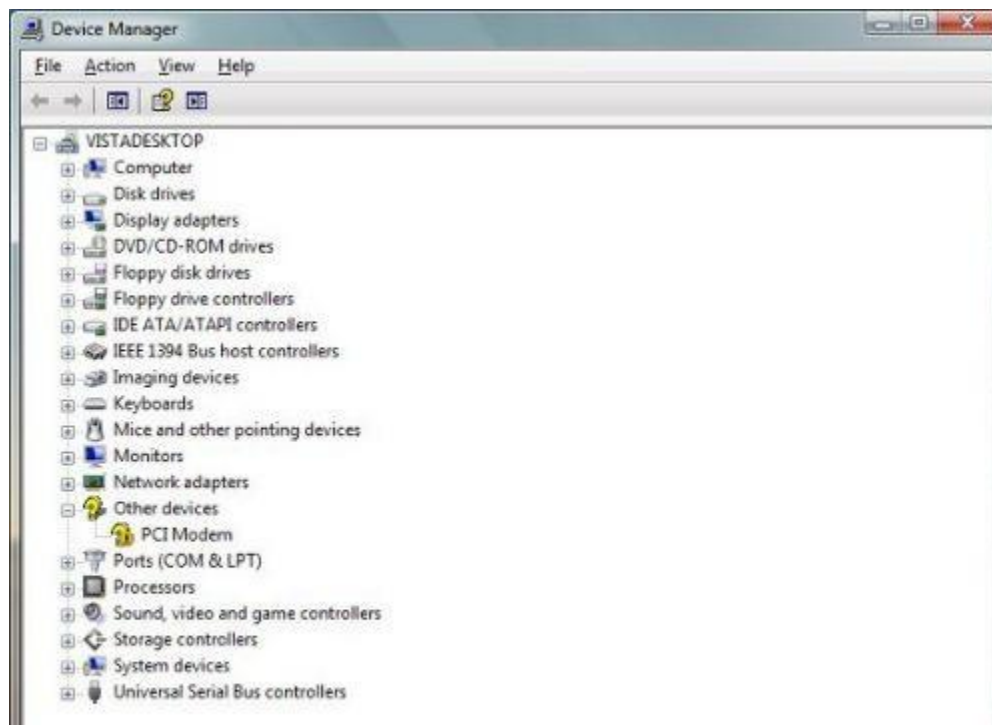 Device Manager
File Action View Help
VISTADESKTOP
Computer
Disk drives
Display adapters
DVD/CD-ROM drives
Floppy disk drives
Floppy drive controllers
IDE ATA/ATAPI controllers
IEEE 1394 Bus host controllers
Imaging devices
Keyboards
Mice and other pointing devices
Monitors
Network adapters
Other devices
PCI Modem
Ports (COM & LPT)
Processors
Sound, video and game controllers
Storage controllers
System devices
Universal Serial Bus controllers